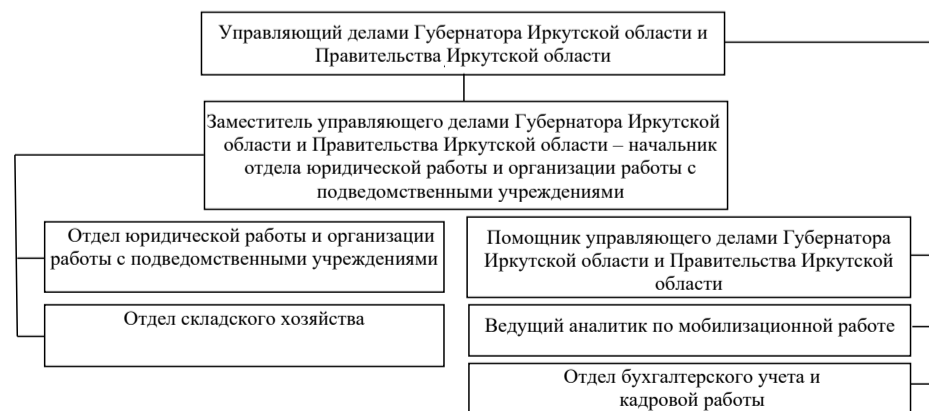 Управляющий делами Губернатора Иркутской области и
Правительства Иркутской области
Заместитель управляющего делами Губернатора Иркутской
области и Правительства Иркутской области – начальник
отдела юридической работы и организации работы с
подведомственными учреждениями
Отдел юридической работы и организации
работы с подведомственными учреждениями
Отдел складского хозяйства
Помощник управляющего делами Губернатора
Иркутской области и Правительства Иркутской
области
Ведущий аналитик по мобилизационной работе
Отдел бухгалтерского учета и
кадровой работы